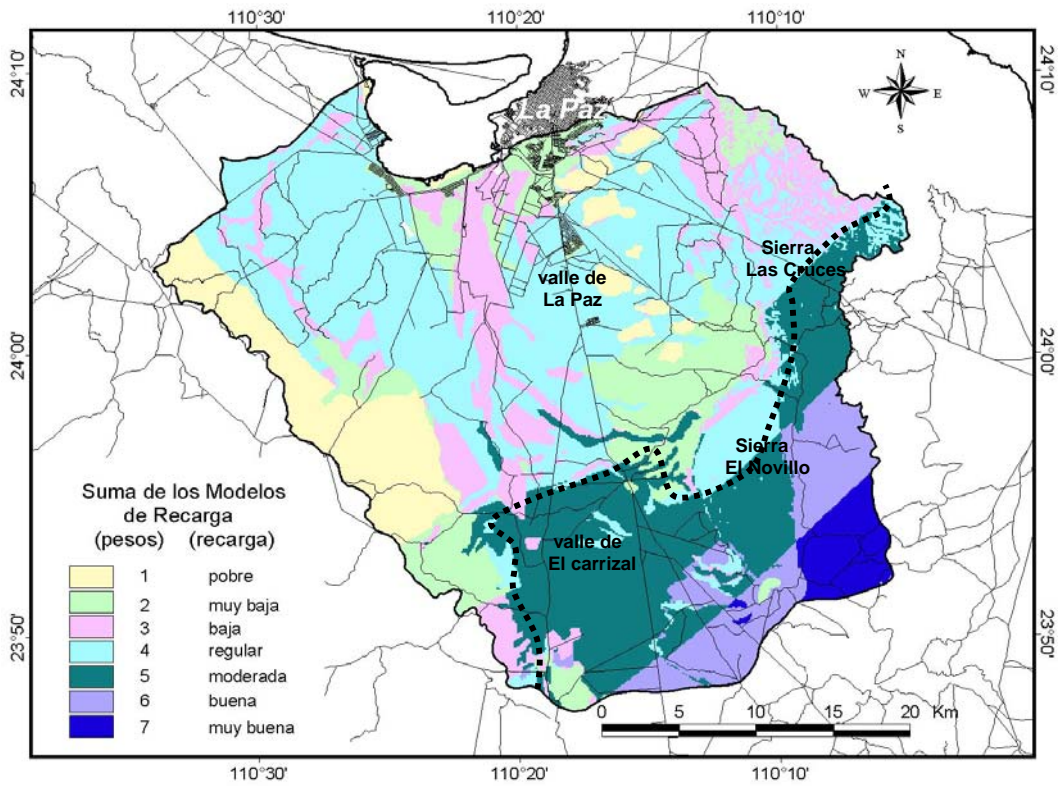 110°30' 110°20' 110°10'
24°10'
24°10'
N
W E
S
La Paz
Sierra
Las Cruces
valle de
La Paz
24°00'
24°00'
Sierra
El Novillo
Suma de los Modelos
de Recarga
(pesos) (recarga)
1 pobre
2 muy baja
3 baja
4 regular
5 moderada
6 buena
7 muy buena
valle de
El carrizal
23°50'
23°50'
0 5 10 15 20 Km
110°30' 110°20' 110°10'